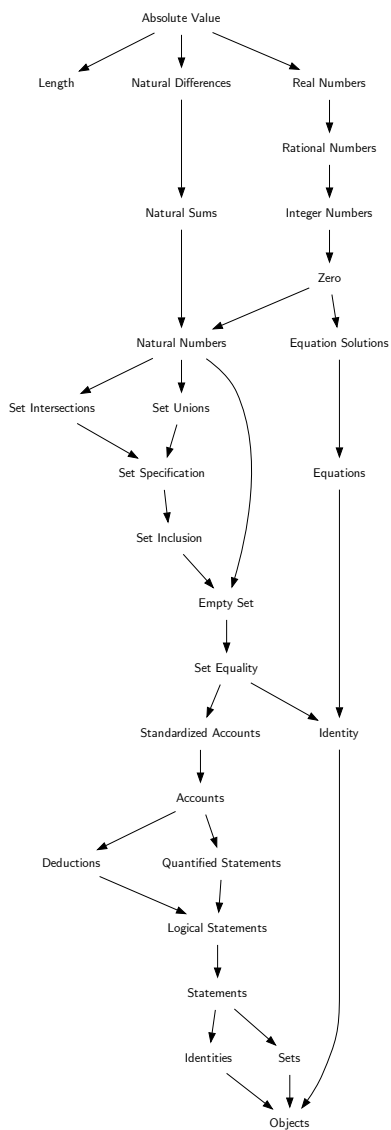 Absolute Value
Length
Natural Differences
Real Numbers
Rational Numbers
Natural Sums
Integer Numbers
Zero
Natural Numbers
Equation Solutions
Set Intersections
Set Unions
Set Specification
Equations
Set Inclusion
Empty Set
Set Equality
Standardized Accounts
Identity
Accounts
Deductions
Quantified Statements
Logical Statements
Statements
Identities
Sets
Objects